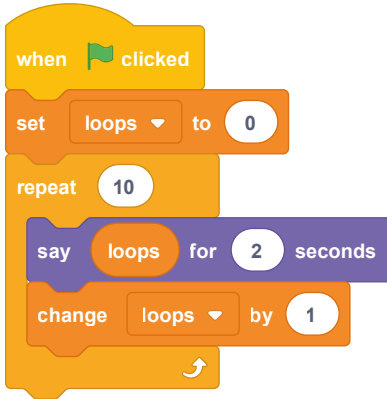 when clicked
set loops to 0
repeat 10
say loops for 2 seconds
change loops by 1